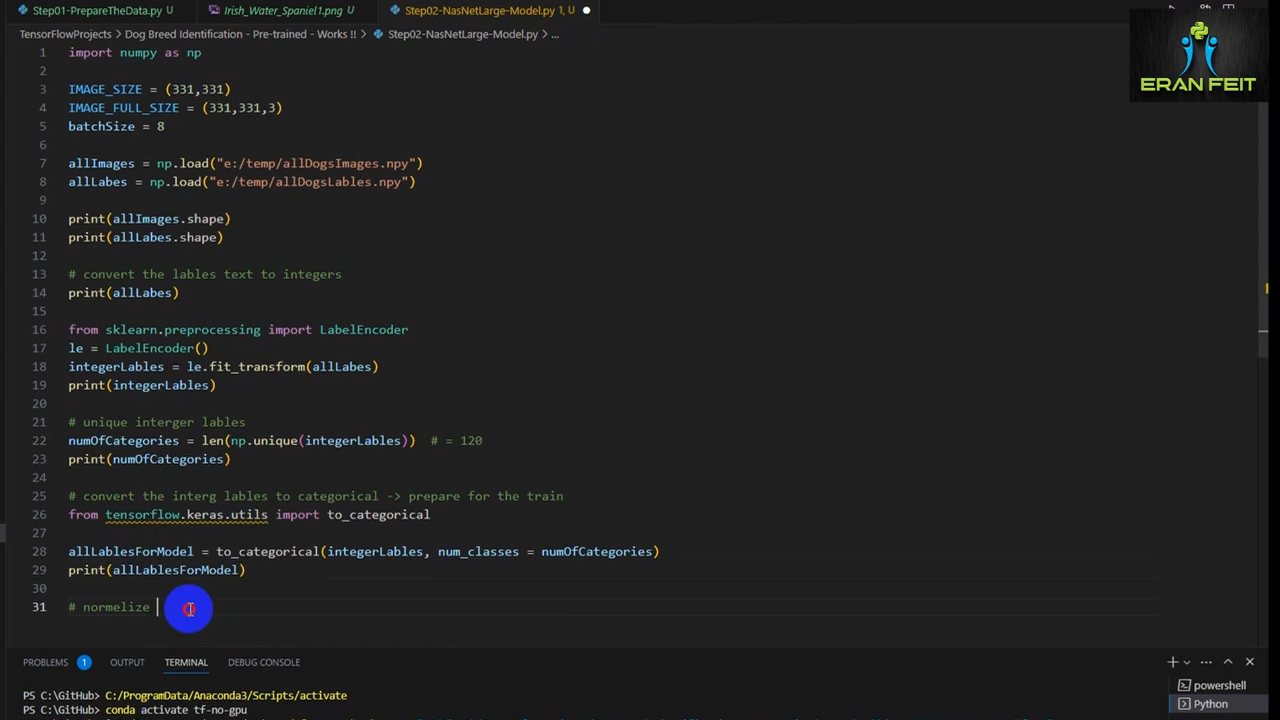 Step01-PrepareTheData.py U
Irish_Water_Spaniel1.png U
Step02-NasNetLarge-Model.py 1, U
TensorFlowProjects > Dog Breed Identification - Pre-trained - Works !! > Step02-NasNetLarge-Model.py > ...
ERAN FEIT
1 import numpy as np
2
3 IMAGE_SIZE = (331,331)
4 IMAGE_FULL_SIZE = (331,331,3)
5 batchSize = 8
6
7 allImages = np.load("e:/temp/allDogsImages.npy")
8 allLabes = np.load("e:/temp/allDogsLables.npy")
9
10 print(allImages.shape)
11 print(allLabes.shape)
12
13 # convert the lables text to integers
14 print(allLabes)
15
16 from sklearn.preprocessing import LabelEncoder
17 le = LabelEncoder()
18 integerLables = le.fit_transform(allLabes)
19 print(integerLables)
20
21 # unique interger lables
22 numOfCategories = len(np.unique(integerLables)) # = 120
23 print(numOfCategories)
24
25 # convert the interg lables to categorical -> prepare for the train
26 from tensorflow.keras.utils import to_categorical
27
28 allLablesForModel = to_categorical(integerLables, num_classes = numOfCategories)
29 print(allLablesForModel)
30
31 # normelize
PROBLEMS 1 OUTPUT TERMINAL DEBUG CONSOLE
PS C:\GitHub> C:/ProgramData/Anaconda3/Scripts/activate
PS C:\GitHub> conda activate tf-no-gpu
powershell
Python